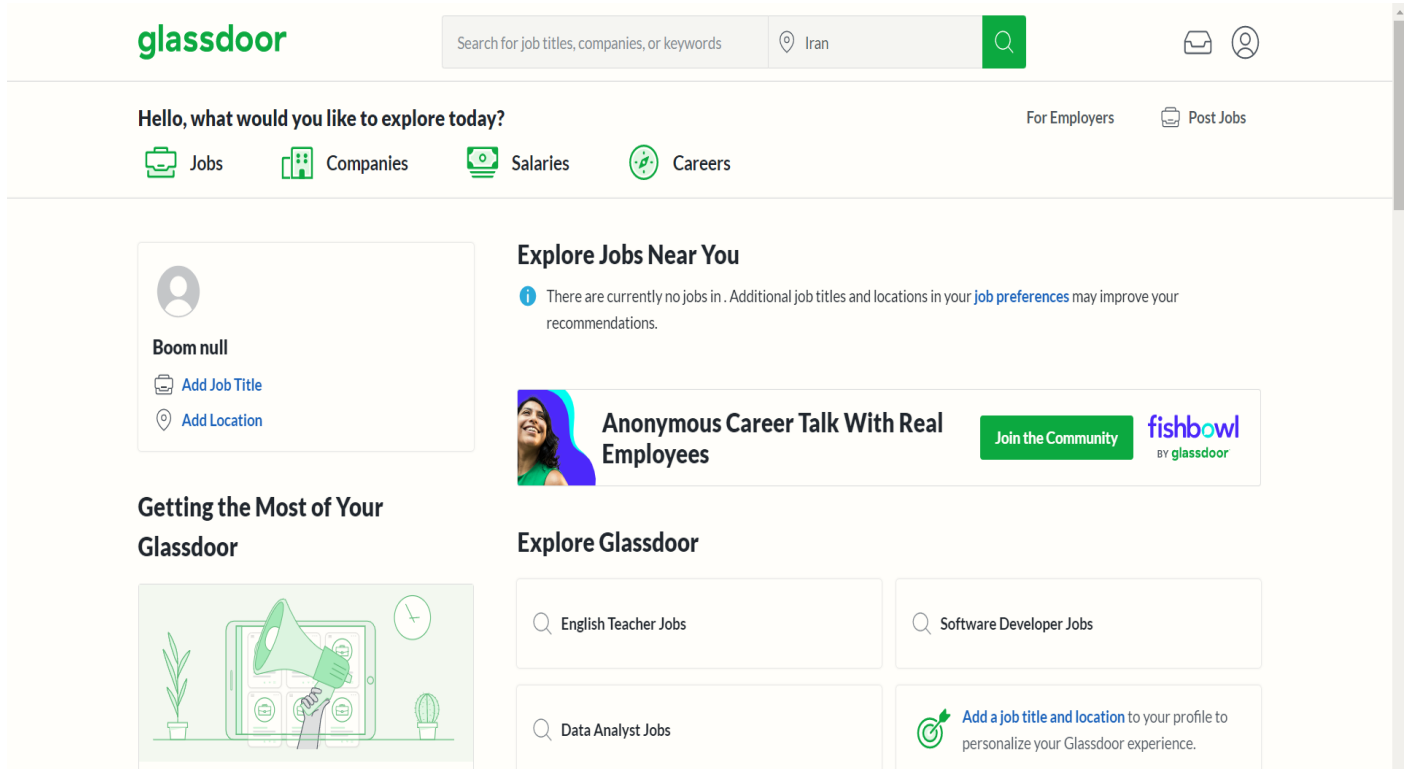 glassdoor
Search for job titles, companies, or keywords
Iran
Hello, what would you like to explore today?
For Employers
Post Jobs
Jobs
Companies
Salaries
Careers
Boom null
Add Job Title
Add Location
Getting the Most of Your
Glassdoor
Explore Jobs Near You
There are currently no jobs in . Additional job titles and locations in your job preferences may improve your
recommendations.
Anonymous Career Talk With Real
Employees
Join the Community
fishbowl
BY glassdoor
Explore Glassdoor
English Teacher Jobs
Software Developer Jobs
Data Analyst Jobs
Add a job title and location to your profile to
personalize your Glassdoor experience.